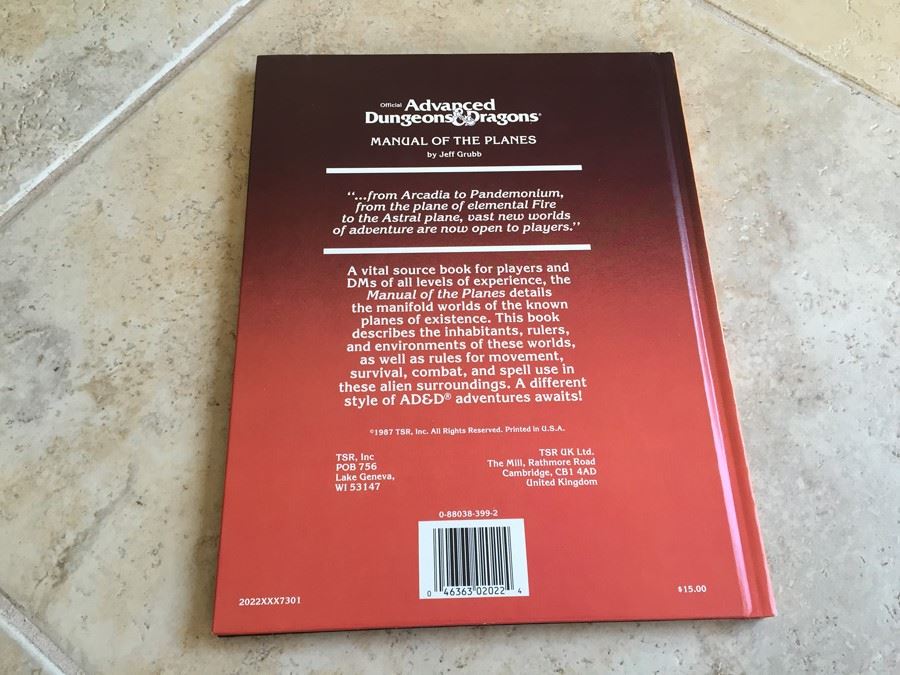 Official Advanced
Dungeons&Dragons®
MANUAL OF THE PLANES
by Jeff Grubb
"...from Arcadia to Pandemonium,
from the plane of elemental Fire
to the Astral plane, vast new worlds
of adventure are now open to players."
A vital source book for players and
DMs of all levels of experience, the
Manual of the Planes details
the manifold worlds of the known
planes of existence. This book
describes the inhabitants, rulers,
and environments of these worlds,
as well as rules for movement,
survival, combat, and spell use in
these alien surroundings. A different
style of AD&D® adventures awaits!
©1987 TSR, Inc. All Rights Reserved. Printed in U.S.A.
TSR, Inc
POB 756
Lake Geneva,
WI 53147
TSR UK Ltd.
The Mill, Rathmore Road
Cambridge, CB1 4AD
United Kingdom
0-88038-399-2
0 46363 02022 4
2022XXX7301
$15.00